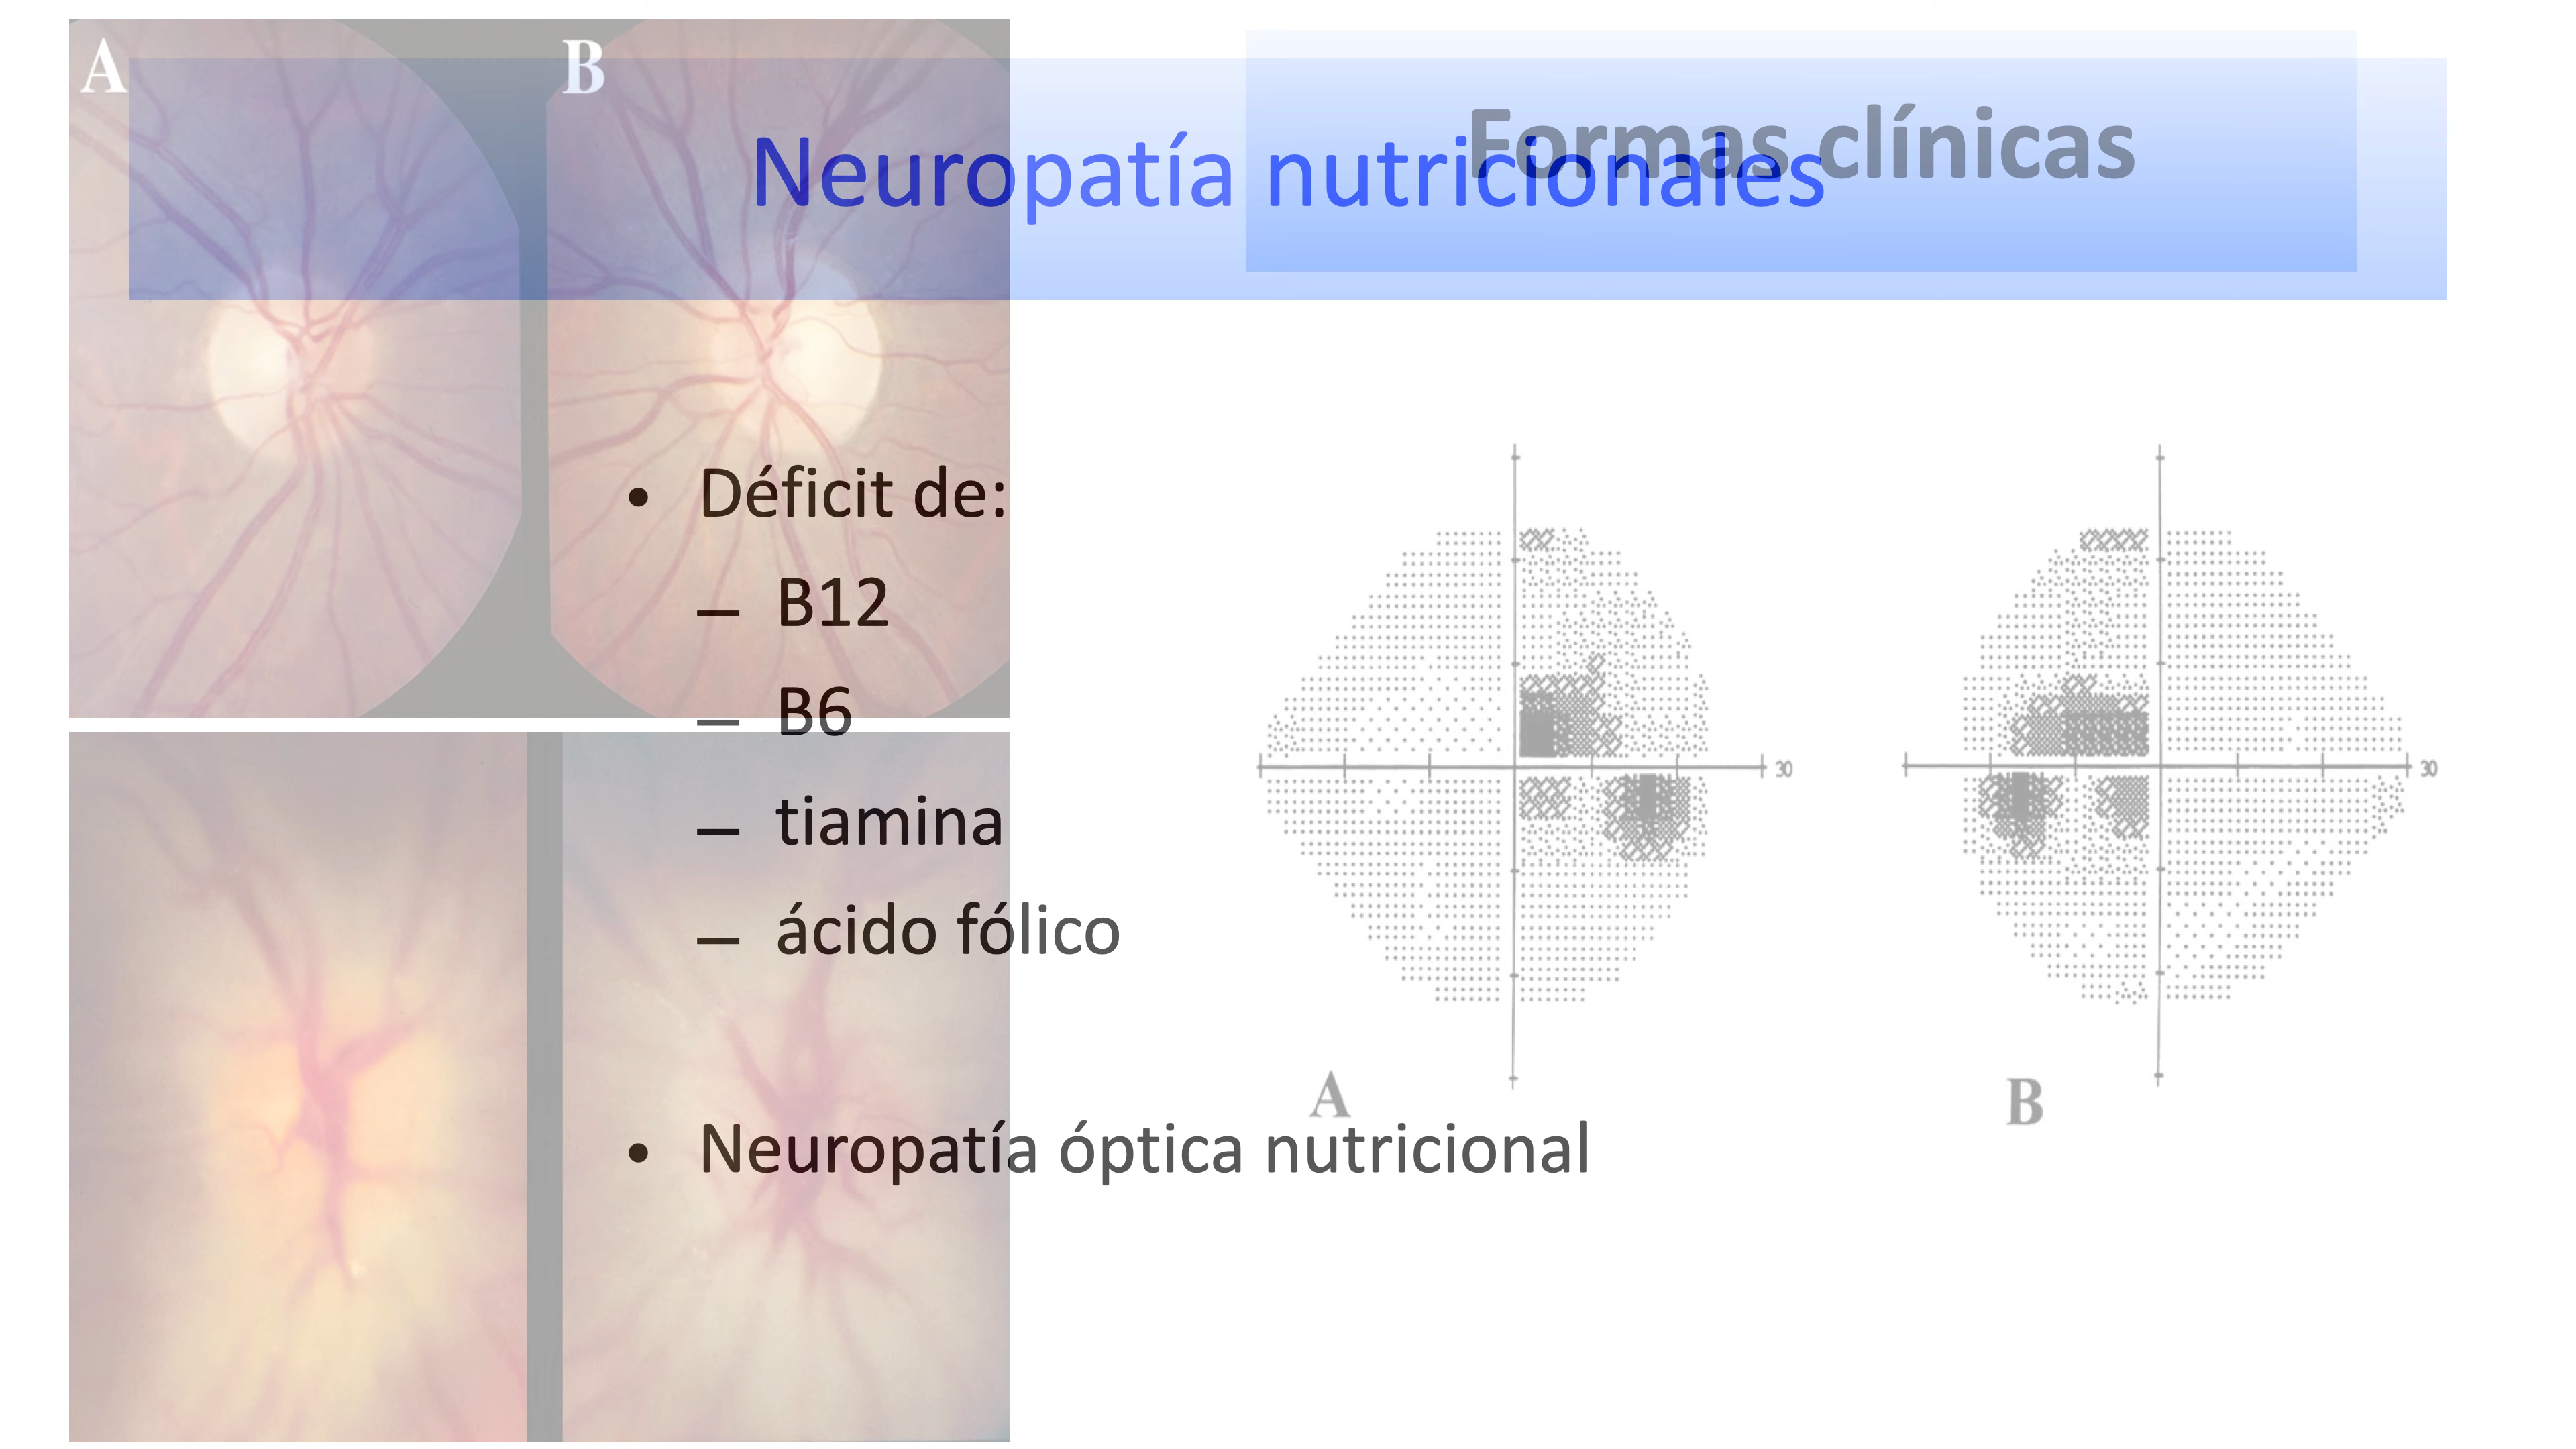 A
B
Formas clínicas
Neuropatía nutricionales
• Déficit de:
– B12
– B6
– tiamina
– ácido fólico
30
30
A
B
• Neuropatía óptica nutricional